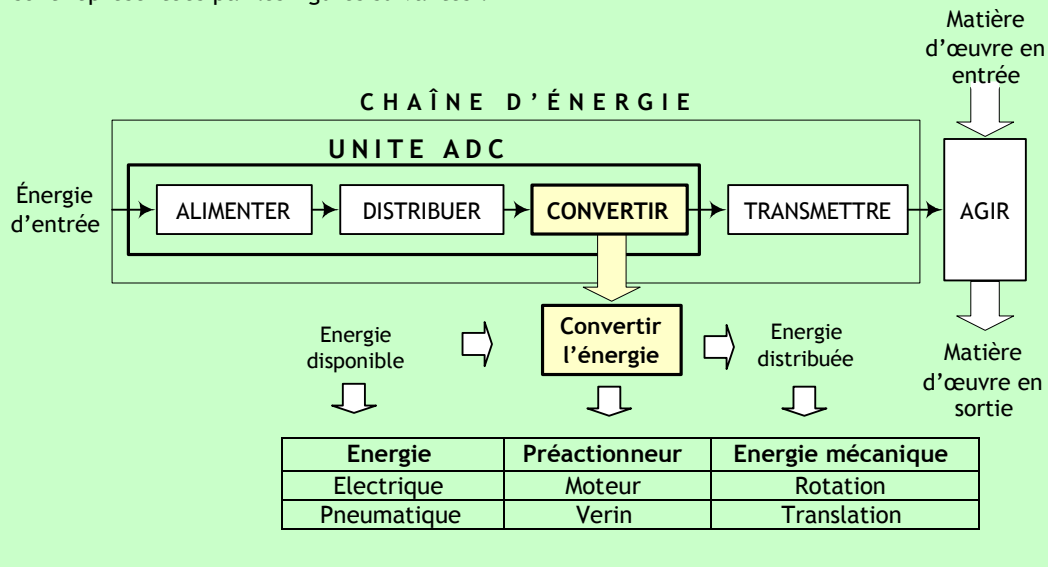 Matière
d'œuvre en
entrée
CHAÎNE D'ÉNERGIE
UNITE ADC
Énergie
d'entrée
ALIMENTER
DISTRIBUER
CONVERTIR
TRANSMETTRE
AGIR
Energie
disponible
Convertir
l'énergie
Energie
distribuée
Matière
d'œuvre en
sortie
Energie Préactionneur Energie mécanique
Electrique Moteur Rotation
Pneumatique Verin Translation